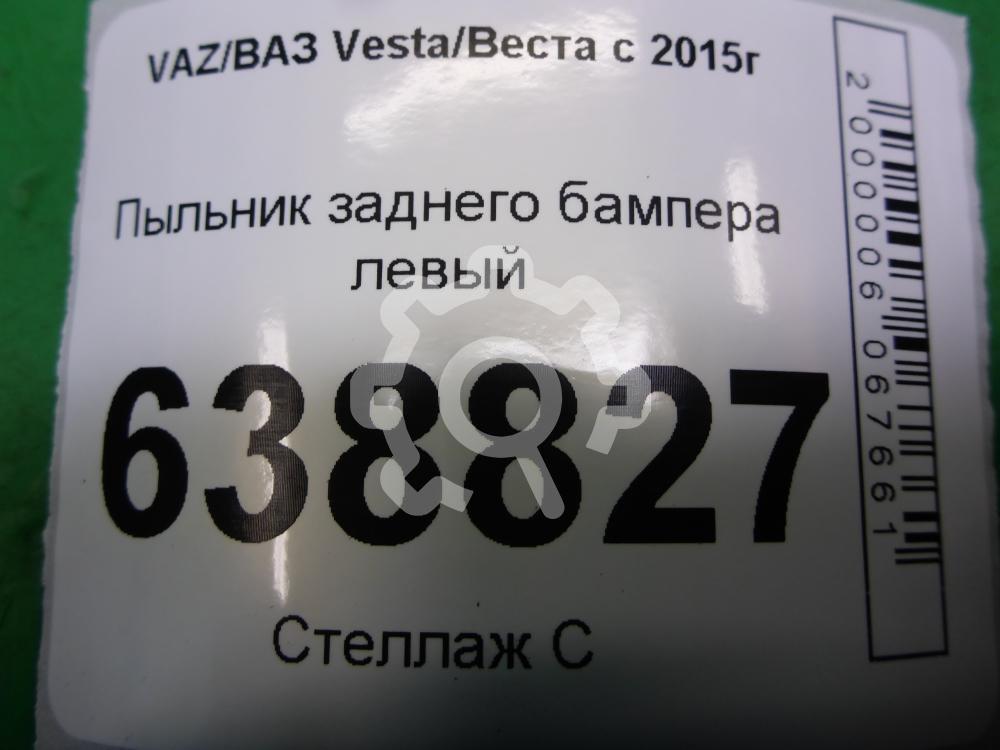 VAZ/ВАЗ Vesta/Веста с 2015г
Пыльник заднего бампера
левый
638827
Стеллаж С
2000006067661